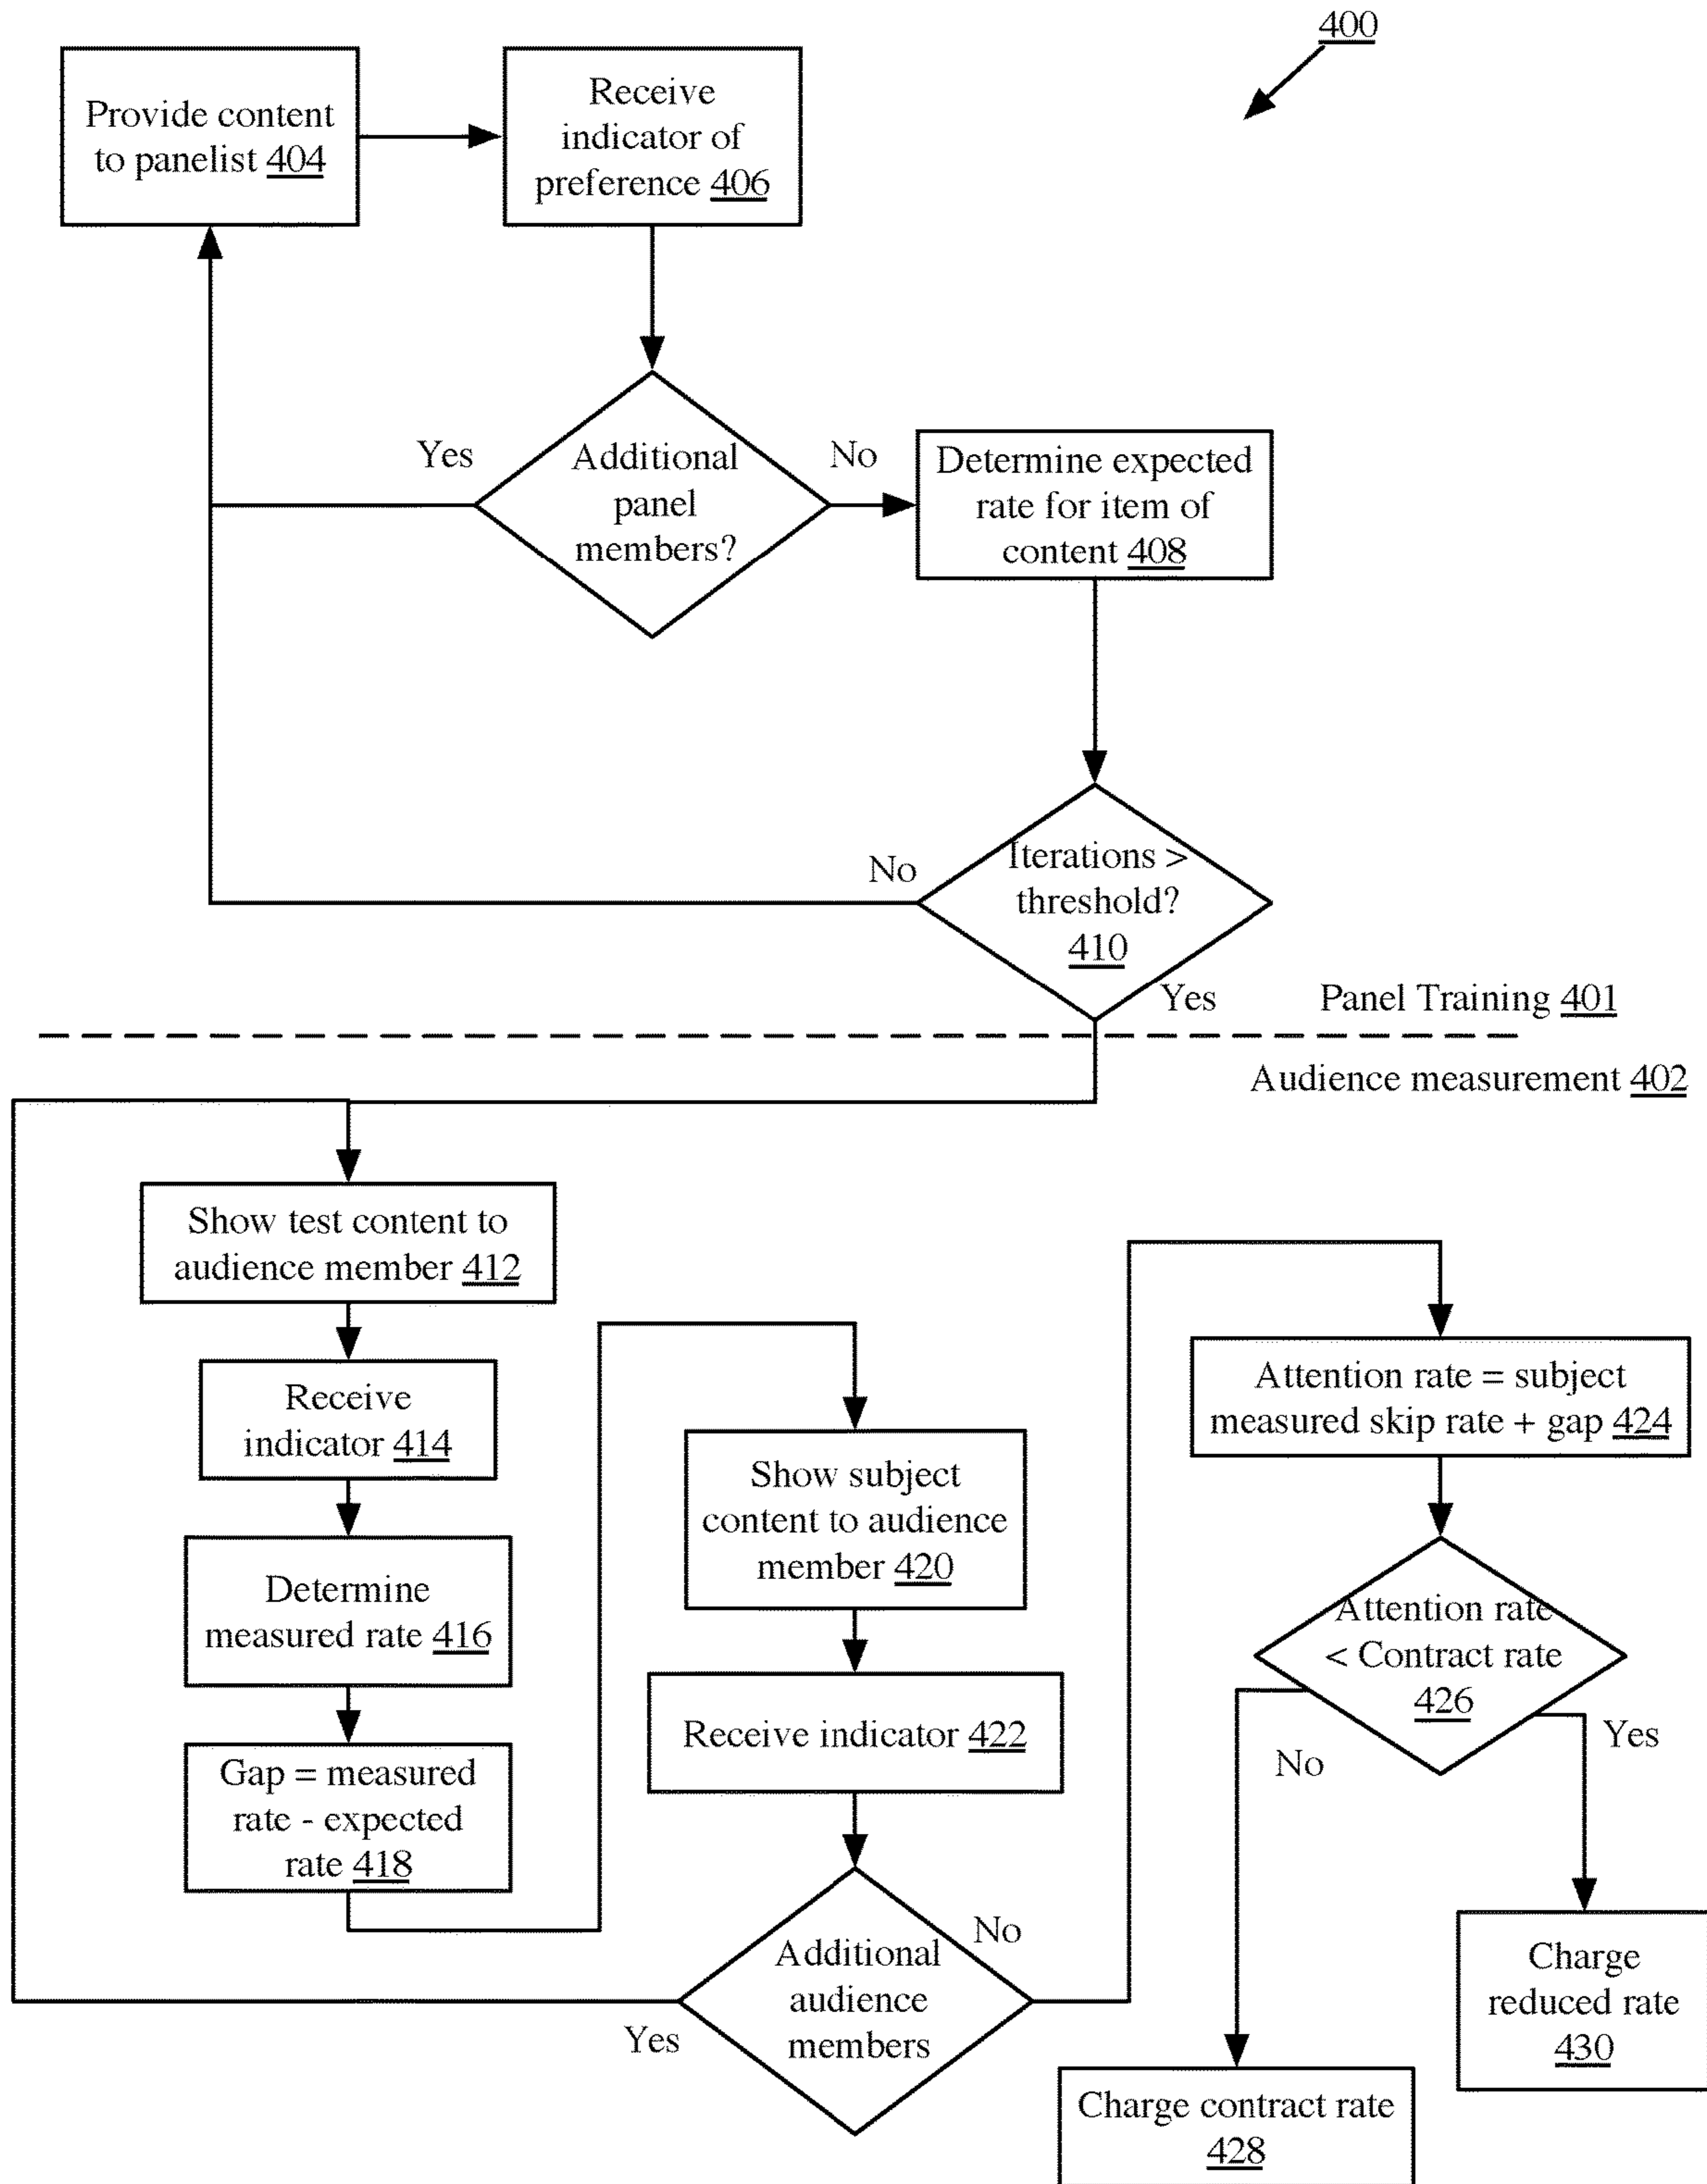 400
Provide content
to panelist 404
Receive
indicator of
preference 406
Yes
Additional
panel
members?
No
Determine expected
rate for item of
content 408
No
Iterations >
threshold?
410
Yes
Panel Training 401
Audience measurement 402
Show test content to
audience member 412
Receive
indicator 414
Determine
measured rate 416
Gap = measured
rate - expected
rate 418
Show subject
content to audience
member 420
Receive indicator 422
Additional
audience
members
Yes
No
Attention rate = subject
measured skip rate + gap 424
Attention rate
< Contract rate
426
No
Yes
Charge contract rate
428
Charge
reduced rate
430